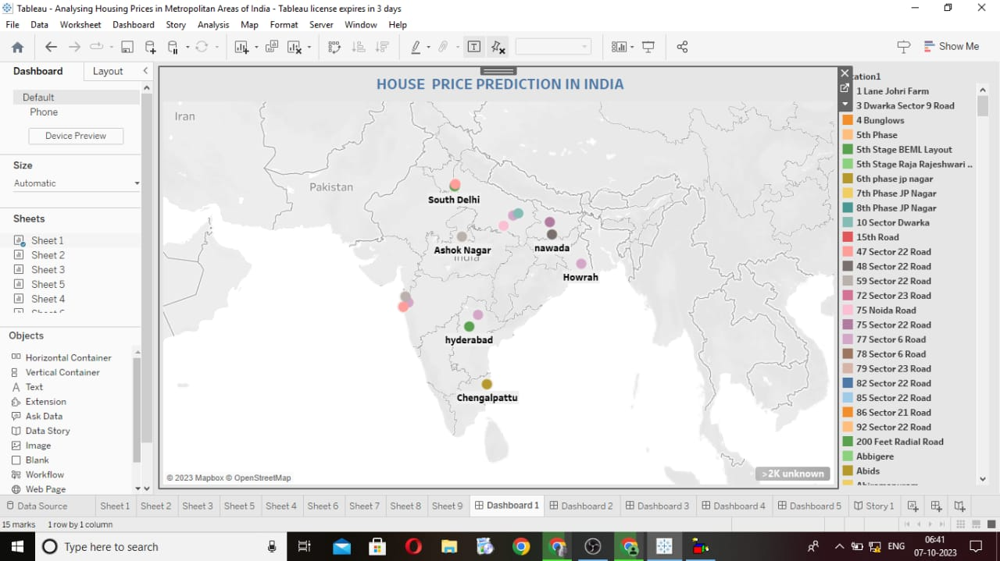 Tableau - Analysing Housing Prices in Metropolitan Areas of India - Tableau license expires in 3 days
File Data Worksheet Dashboard Story Analysis Map Format Server Window Help
Show Me
Dashboard Layout
Default
Phone
Device Preview
Size
Automatic
Sheets
Sheet 1
Sheet 2
Sheet 3
Sheet 5
Sheet 4
Objects
Horizontal Container
Vertical Container
Text
Extension
Ask Data
Data Story
Image
Blank
Workflow
Web Page
HOUSE PRICE PREDICTION IN INDIA
Iran
Pakistan
South Delhi
Ashok Nagar
India
nawada
Howrah
hyderabad
Chengalpattu
© 2023 Mapbox © OpenStreetMap
>2K unknown
cation1
1 Lane Johri Farm
3 Dwarka Sector 9 Road
4 Bunglows
5th Phase
5th Stage BEML Layout
5th Stage Raja Rajeshwari ..
6th phase jp nagar
7th Phase JP Nagar
8th Phase JP Nagar
10 Sector Dwarka
15th Road
47 Sector 22 Road
48 Sector 22 Road
59 Sector 22 Road
72 Sector 23 Road
75 Noida Road
75 Sector 22 Road
77 Sector 6 Road
78 Sector 6 Road
79 Sector 23 Road
82 Sector 22 Road
85 Sector 22 Road
86 Sector 21 Road
92 Sector 22 Road
200 Feet Radial Road
Abbigere
Abids
Data Source Sheet 1 Sheet 2 Sheet 3 Sheet 5 Sheet 4 Sheet 6 Sheet 7 Sheet 8 Sheet 9 Dashboard 1 Dashboard 2 Dashboard 3 Dashboard 4 Dashboard 5 Story 1
15 marks 1 row by 1 column
Type here to search
ENG
06:41
07-10-2023